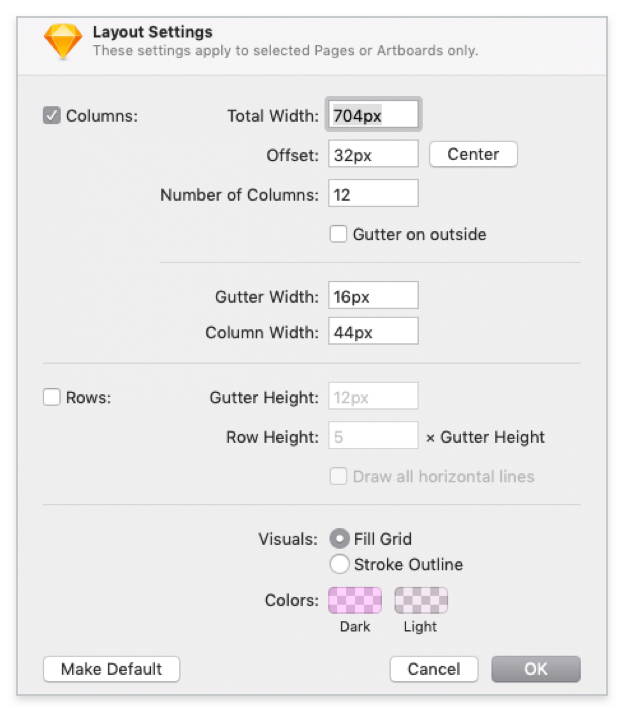 Layout Settings
These settings apply to selected Pages or Artboards only.
Columns: Total Width: 704px
Offset: 32px Center
Number of Columns: 12
Gutter on outside
Gutter Width: 16px
Column Width: 44px
Rows: Gutter Height: 12px
Row Height: 5 × Gutter Height
Draw all horizontal lines
Visuals: Fill Grid
Stroke Outline
Colors:
Dark Light
Make Default Cancel OK